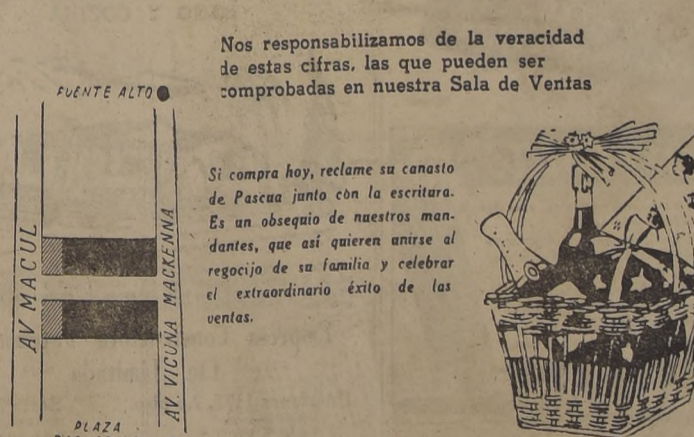 Nos responsabilizamos de la veracidad
de estas cifras, las que pueden ser
comprobadas en nuestra Sala de Ventas
FUENTE ALTO
Si compra hoy, reclame su canasto
de Pascua junto con la escritura.
Es un obsequio de nuestros man-
dantes, que así quieren unirse al
regocijo de su familia y celebrar
el extraordinario éxito de las
ventas.
AV MACUL
AV. VICUÑA MACKENNA
PLAZA